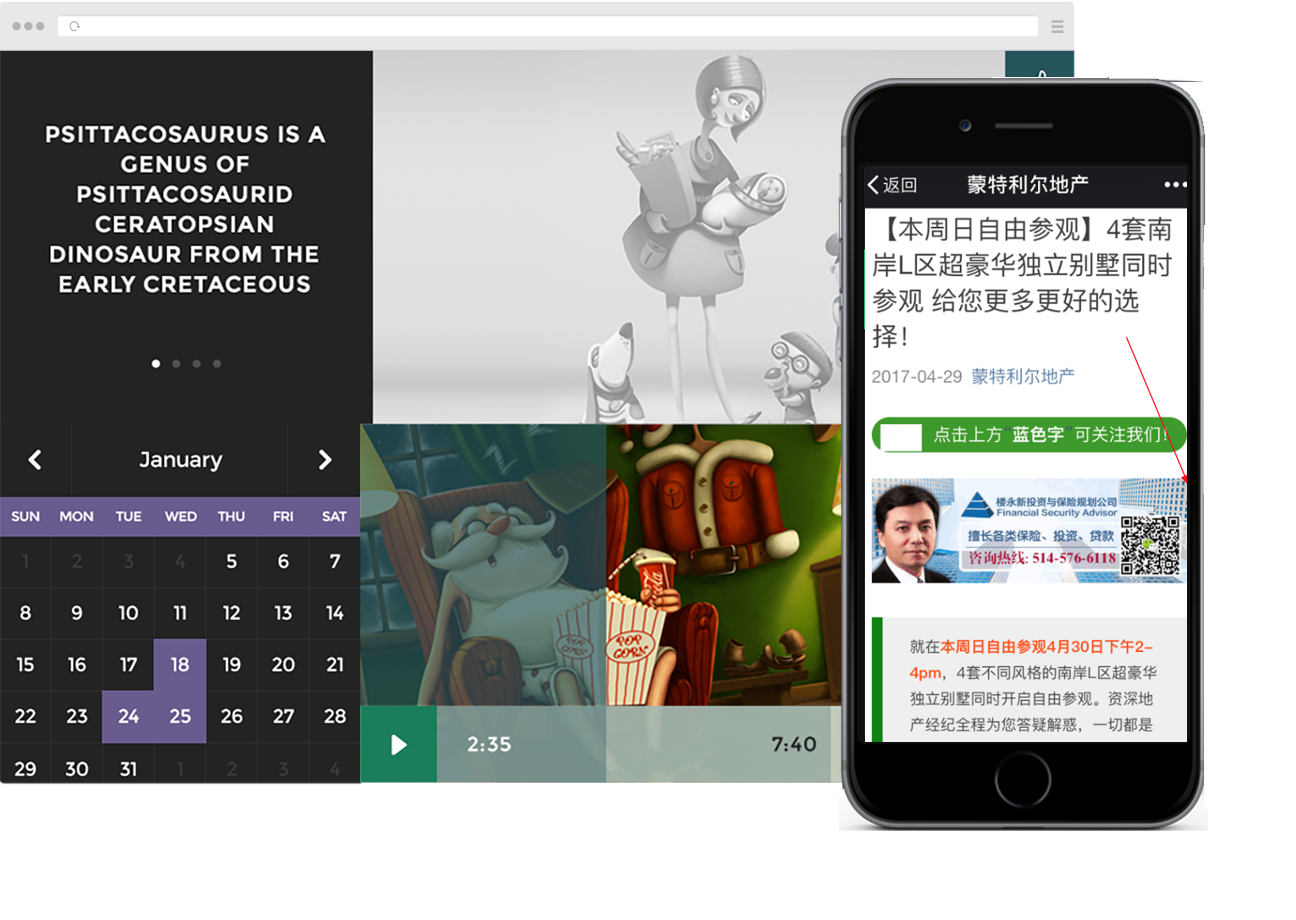 PSITTACOSAURUS IS A
GENUS OF
PSITTACOSAURID
CERATOPSIAN
DINOSAUR FROM THE
EARLY CRETACEOUS
January
SUN MON TUE WED THU FRI SAT
1 2 3 4 5 6 7
8 9 10 11 12 13 14
15 16 17 18 19 20 21
22 23 24 25 26 27 28
29 30 31 1 2 3 4
POP CORN
POP
CORN
2:35 7:40
返回 蒙特利尔地产
【本周日自由参观】4套南
岸L区超豪华独立别墅同时
参观 给您更多更好的选
择！
2017-04-29 蒙特利尔地产
点击上方“蓝色字”可关注我们！
楼永新投资与保险规划公司
Financial Security Advisor
擅长各类保险、投资、贷款
咨询热线: 514-576-6118
就在本周日自由参观4月30日下午2-
4pm，4套不同风格的南岸L区超豪华
独立别墅同时开启自由参观。资深地
产经纪全程为您答疑解惑，一切都是